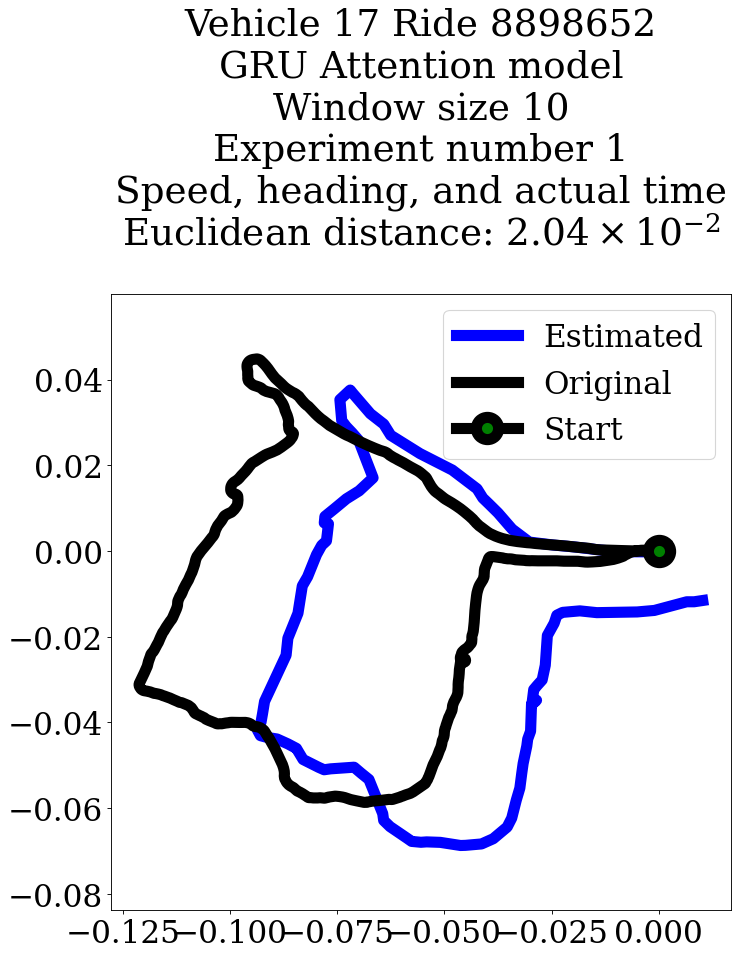 Vehicle 17 Ride 8898652
GRU Attention model
Window size 10
Experiment number 1
Speed, heading, and actual time
Euclidean distance: 2.04 × 10⁻²
Estimated
Original
Start
0.04
0.02
0.00
−0.02
−0.04
−0.06
−0.08
−0.125 −0.100 −0.075 −0.050 −0.025 0.000